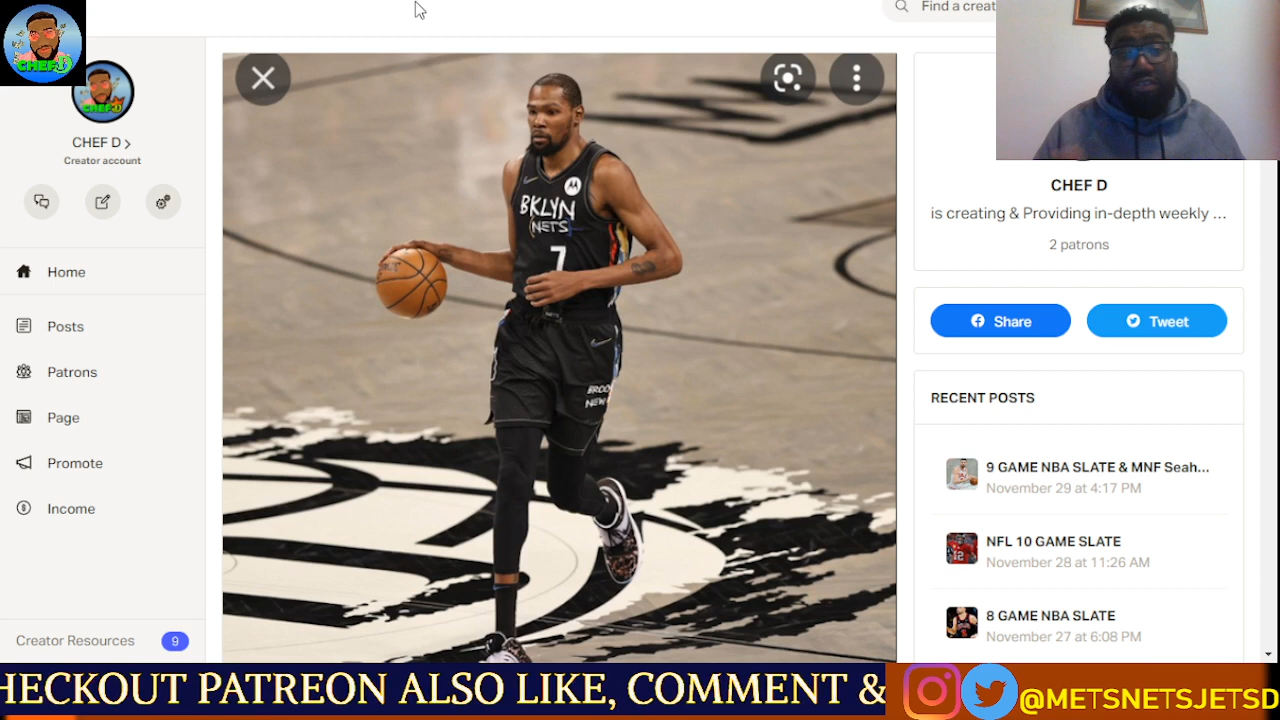 Find a creat
CHEF D
CHEF D
Creator account
Home
Posts
Patrons
Page
Promote
Income
Creator Resources 9
BKLYN
NETS
7
CHEF D
is creating & Providing in-depth weekly ...
2 patrons
Share
Tweet
RECENT POSTS
9 GAME NBA SLATE & MNF Seah...
November 29 at 4:17 PM
NFL 10 GAME SLATE
November 28 at 11:26 AM
8 GAME NBA SLATE
November 27 at 6:08 PM
HECKOUT PATREON ALSO LIKE, COMMENT &
@METSNETSJETSD